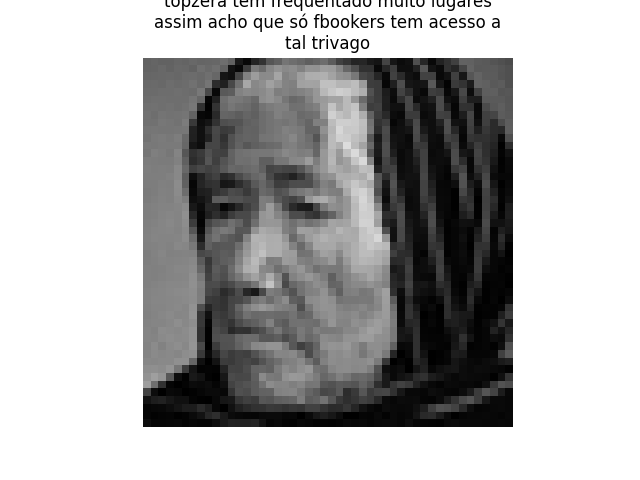 topzera tem frequentado muito lugares
assim acho que só fbookers tem acesso a
tal trivago